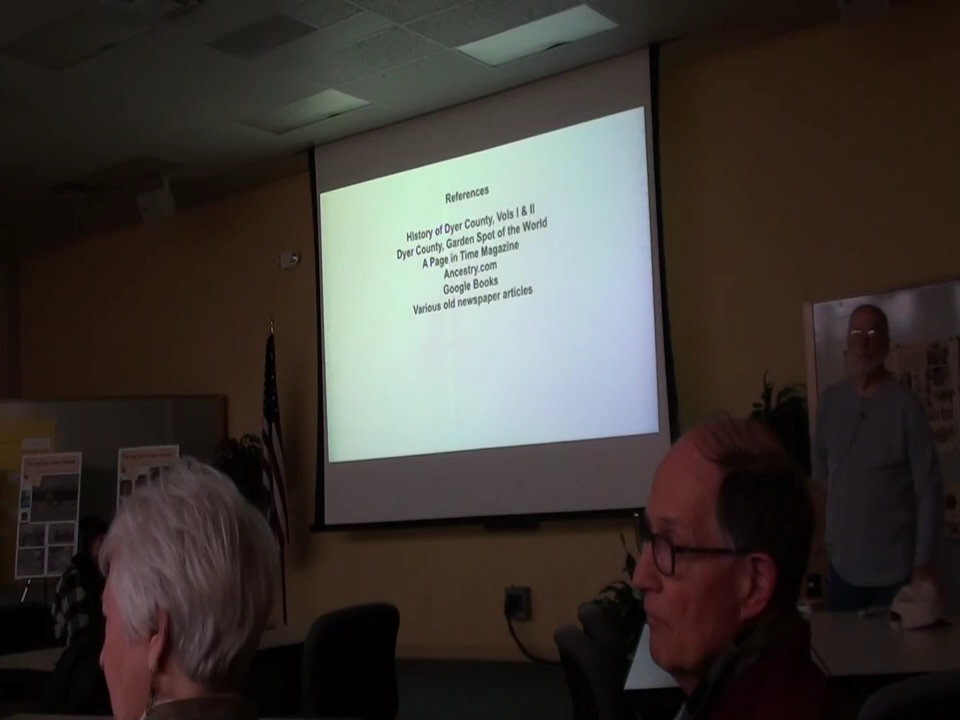 References
History of Dyer County, Vols I & II
Dyer County, Garden Spot of the World
A Page in Time Magazine
Ancestry.com
Google Books
Various old newspaper articles